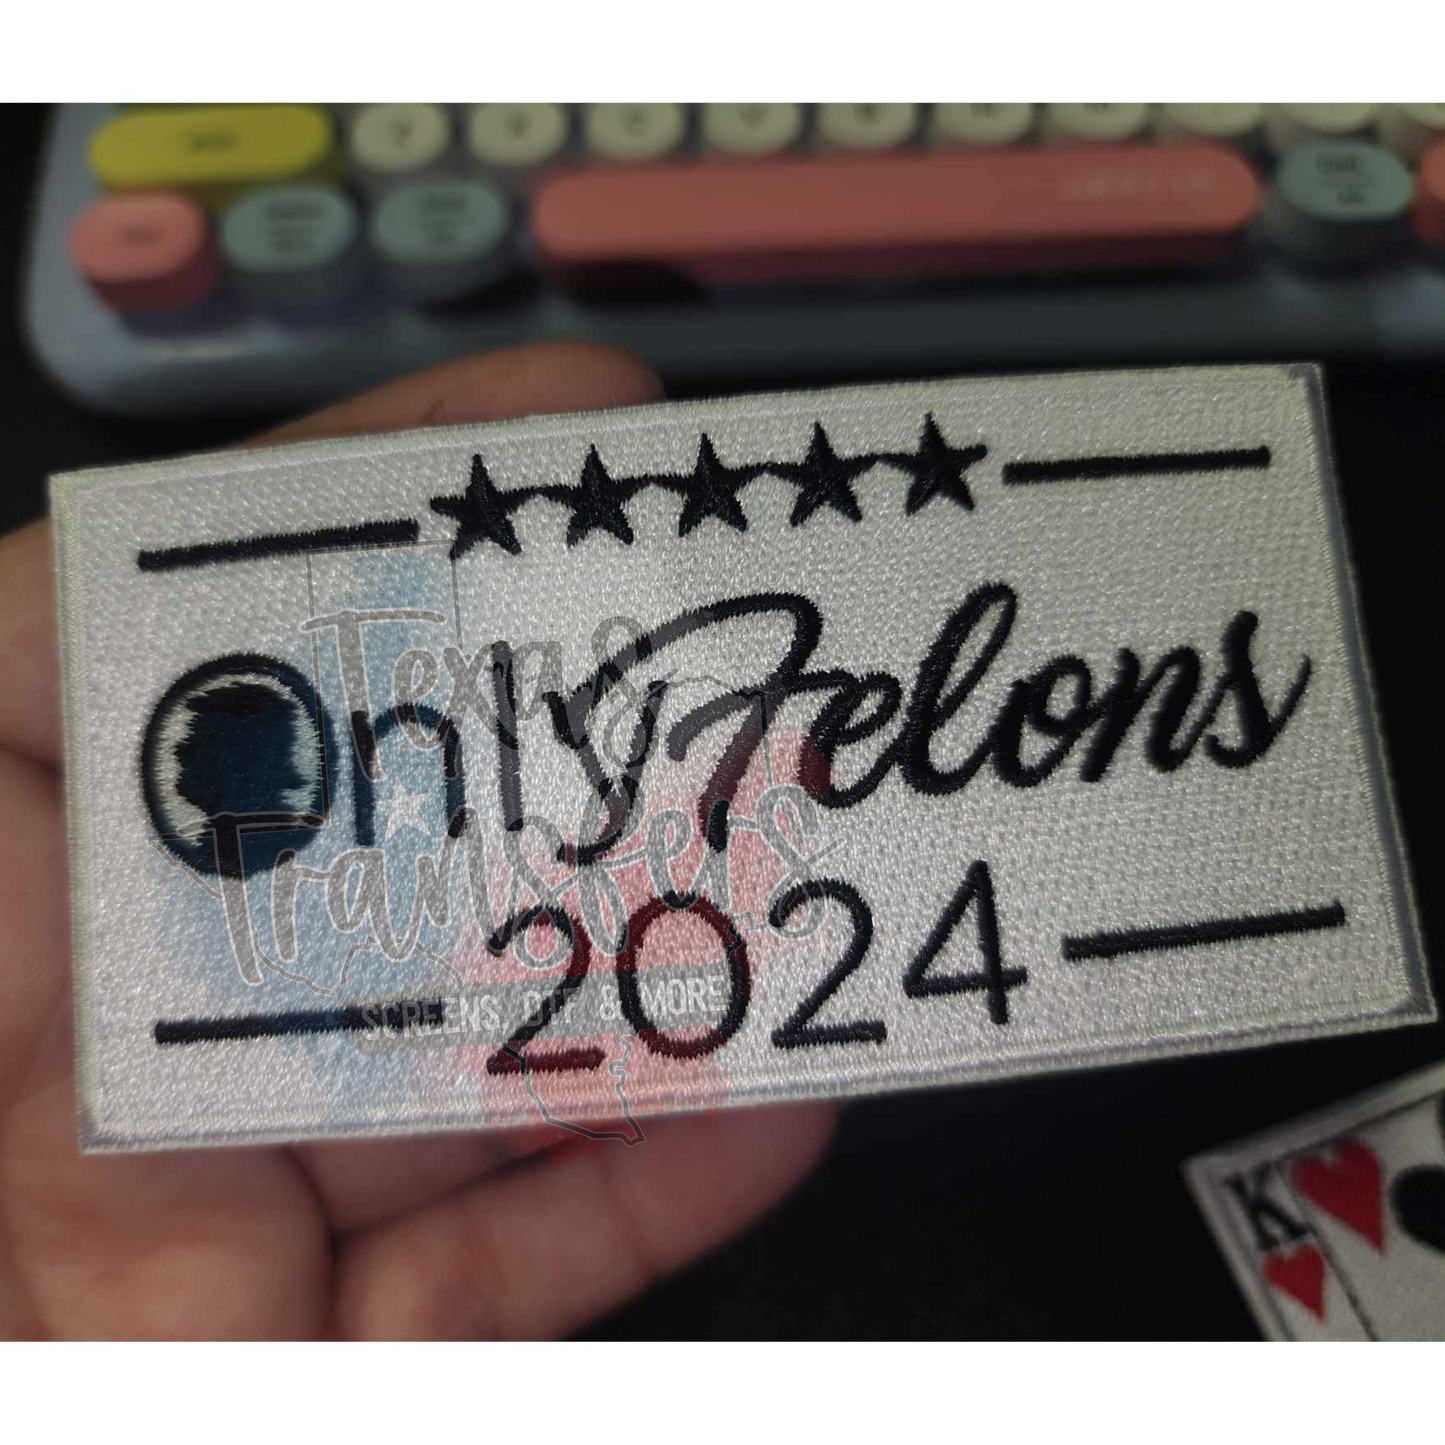 OnlyFelons
2024
Texas
Transfers
SCREENS, DTF & MORE
K